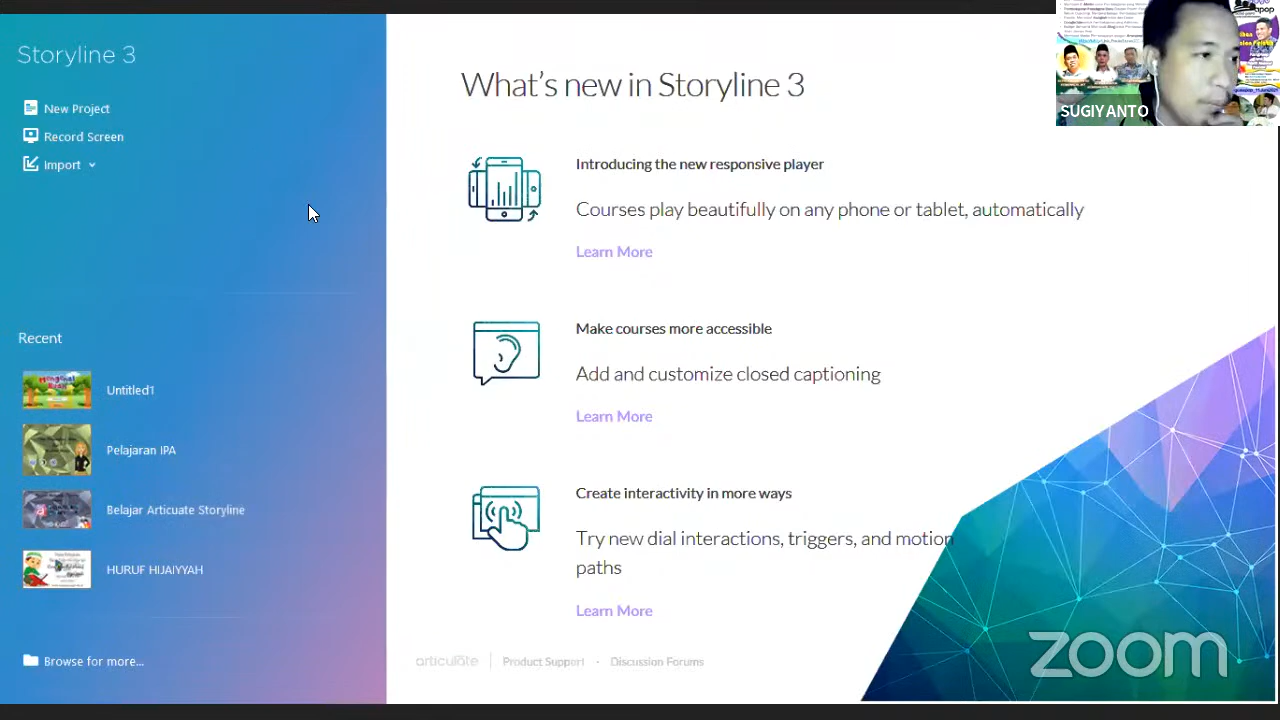 Storyline 3
New Project
Record Screen
Import
Recent
Untitled1
Pelajaran IPA
Belajar Articuate Storyline
HURUF HIJAIYYAH
Browse for more...
What's new in Storyline 3
Introducing the new responsive player
Courses play beautifully on any phone or tablet, automatically
Learn More
Make courses more accessible
Add and customize closed captioning
Learn More
Create interactivity in more ways
Try new dial interactions, triggers, and motion
paths
Learn More
articulate
Product Support · Discussion Forums
SUGIYANTO
zoom